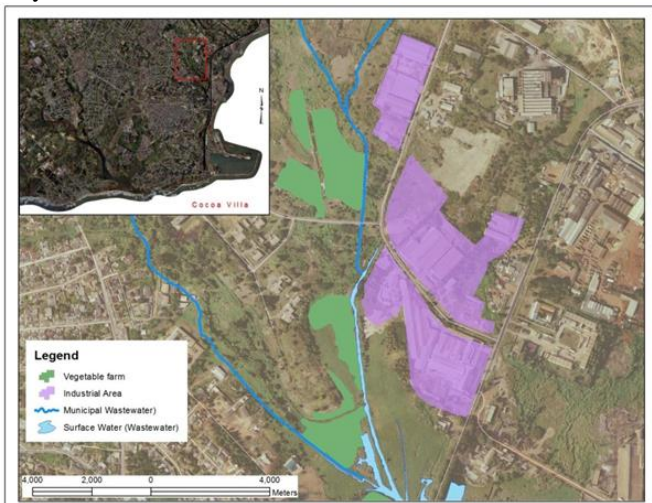 N
Cocoa Villa
Legend
Vegetable farm
Industrial Area
Municipal Wastewater)
Surface Water (Wastewater)
4,000 2,000 0 4,000
Meters